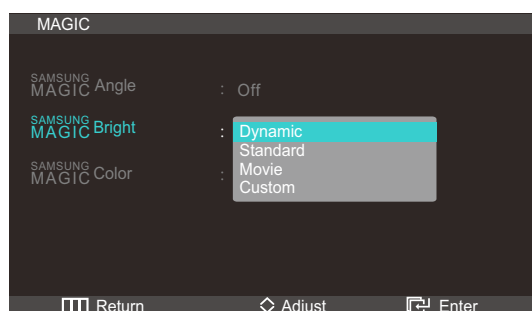 MAGIC
SAMSUNG MAGIC Angle : Off
SAMSUNG MAGIC Bright : Dynamic
Standard
Movie
Custom
SAMSUNG MAGIC Color :
Return Adjust Enter